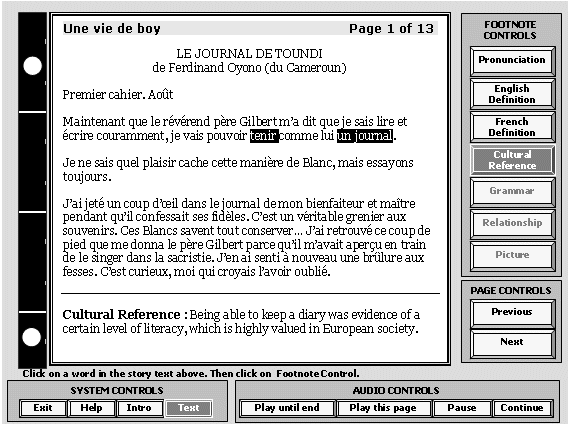 Une vie de boy Page 1 of 13
LE JOURNAL DE TOUNDI
de Ferdinand Oyono (du Cameroun)
Premier cahier. Août
Maintenant que le révérend père Gilbert m'a dit que je sais lire et
écrire couramment, je vais pouvoir tenir comme lui un journal.
Je ne sais quel plaisir cache cette manière de Blanc, mais essayons
toujours.
J'ai jeté un coup d'œil dans le journal de mon bienfaiteur et maître
pendant qu'il confessait ses fidèles. C'est un véritable grenier aux
souvenirs. Ces Blancs savent tout conserver... J'ai retrouvé ce coup de
pied que me donna le père Gilbert parce qu'il m'avait aperçu en train
de le singer dans la sacristie. J'en ai senti à nouveau une brûlure aux
fesses. C'est curieux, moi qui croyais l'avoir oublié.
Cultural Reference : Being able to keep a diary was evidence of a
certain level of literacy, which is highly valued in European society.
FOOTNOTE
CONTROLS
Pronunciation
English
Definition
French
Definition
Cultural
Reference
Grammar
Relationship
Picture
PAGE CONTROLS
Previous
Next
Click on a word in the story text above. Then click on Footnote Control.
SYSTEM CONTROLS
Exit Help Intro Text
AUDIO CONTROLS
Play until end Play this page Pause Continue